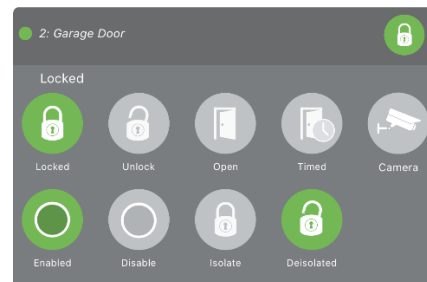 2: Garage Door
Locked
Locked Unlock Open Timed Camera
Enabled Disable Isolate Deisolated